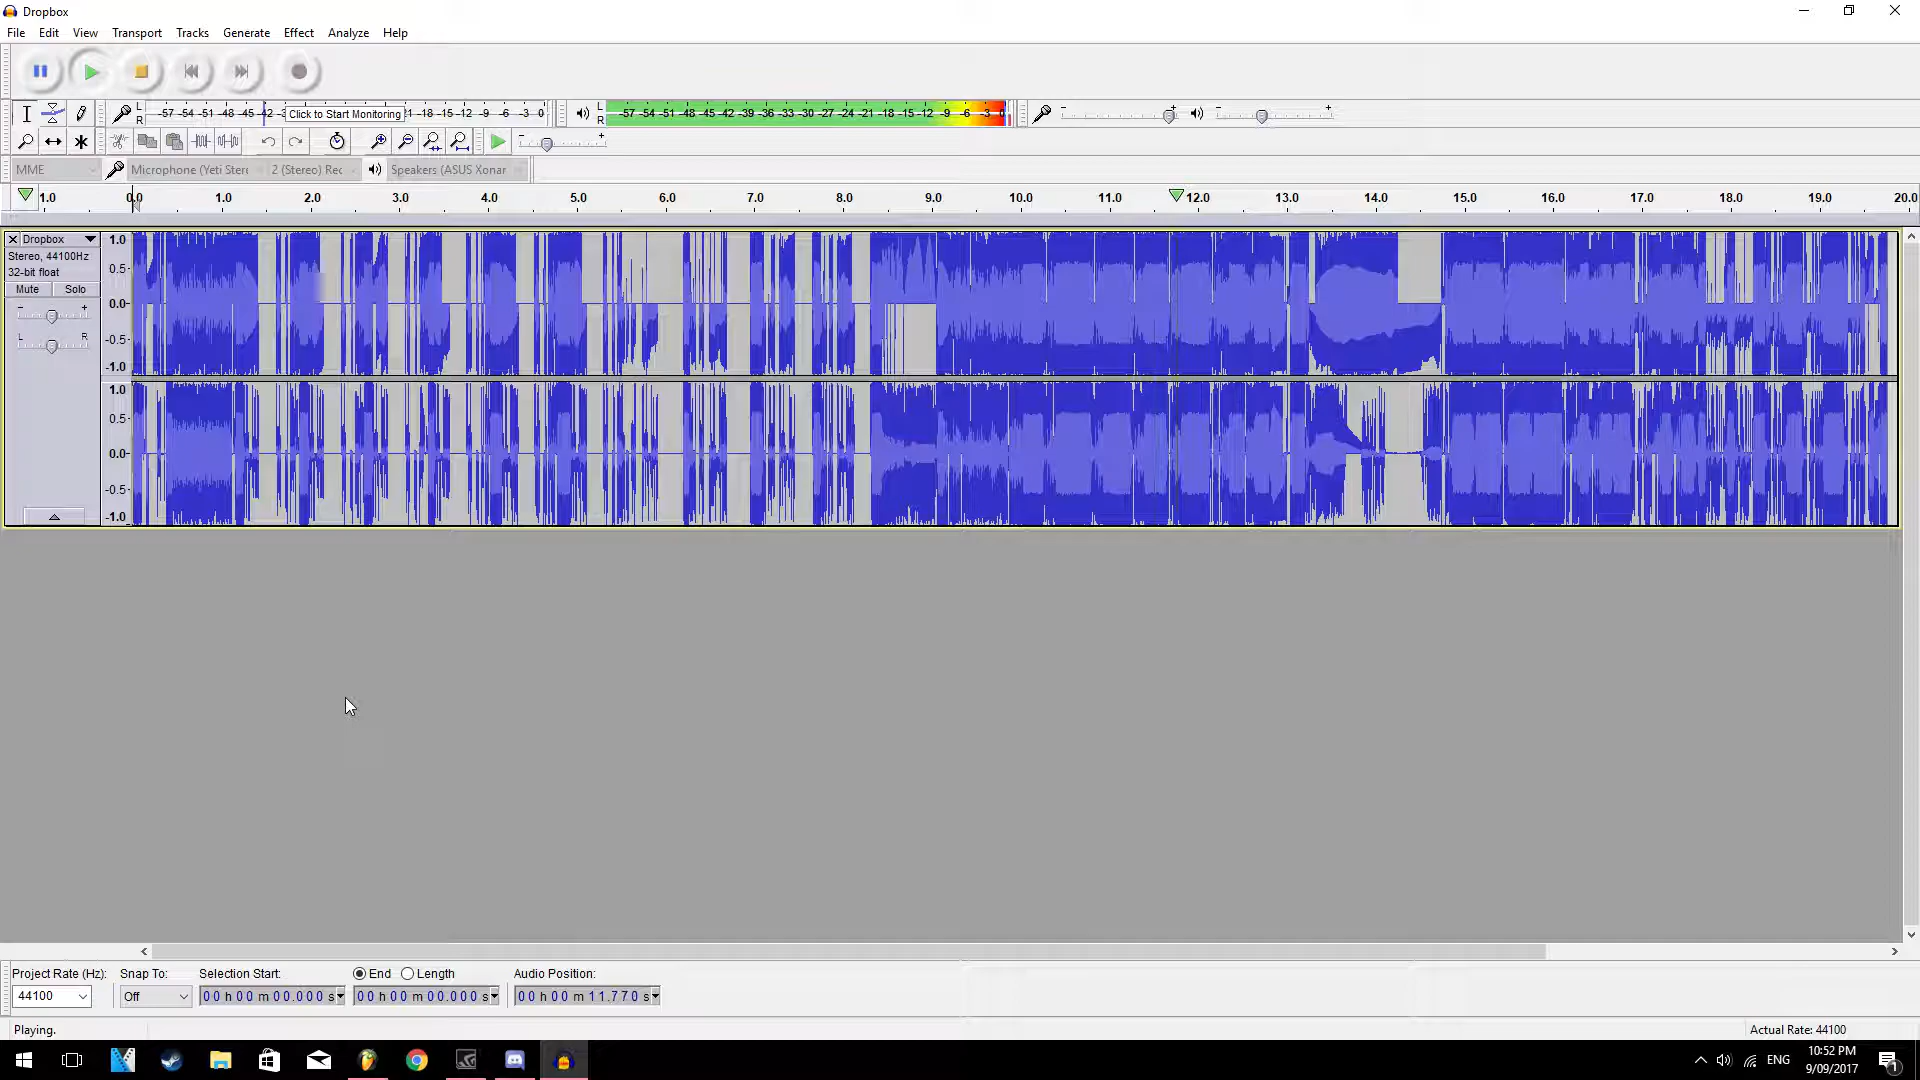 Dropbox
File Edit View Transport Tracks Generate Effect Analyze Help
L R -57 -54 -51 -48 -45 -42 Click to Start Monitoring -18 -15 -12 -9 -6 -3 0
L R -57 -54 -51 -48 -45 -42 -39 -36 -33 -30 -27 -24 -21 -18 -15 -12 -9 -6 -3 0
MME Microphone (Yeti Stere 2 (Stereo) Rec Speakers (ASUS Xonar
1.0 0.0 1.0 2.0 3.0 4.0 5.0 6.0 7.0 8.0 9.0 10.0 11.0 12.0 13.0 14.0 15.0 16.0 17.0 18.0 19.0 20.0
Dropbox
Stereo, 44100Hz
32-bit float
Mute Solo
L R
1.0
0.5
0.0
-0.5
-1.0
1.0
0.5
0.0
-0.5
-1.0
Project Rate (Hz): Snap To: Selection Start: End Length Audio Position:
44100 Off 00 h 00 m 00.000 s 00 h 00 m 00.000 s 00 h 00 m 11.770 s
Playing. Actual Rate: 44100
ENG 10:52 PM
9/09/2017
1